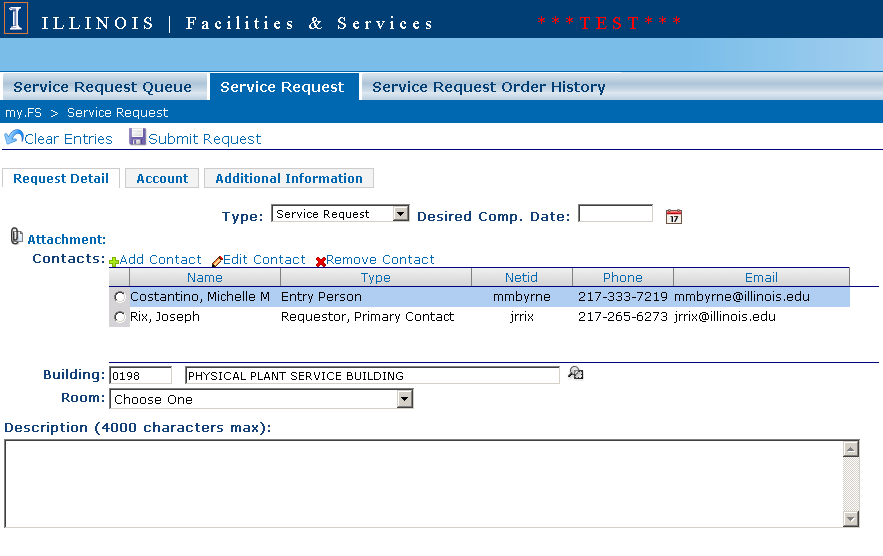 I ILLINOIS | Facilities & Services ***TEST***
Service Request Queue Service Request Service Request Order History
my.FS > Service Request
Clear Entries Submit Request
Request Detail Account Additional Information
Type: Service Request Desired Comp. Date: 17
Attachment:
Contacts: Add Contact Edit Contact Remove Contact
Name Type Netid Phone Email
Costantino, Michelle M Entry Person mmbyrne 217-333-7219 mmbyrne@illinois.edu
Rix, Joseph Requestor, Primary Contact jrrix 217-265-6273 jrrix@illinois.edu
Building: 0198 PHYSICAL PLANT SERVICE BUILDING
Room: Choose One
Description (4000 characters max):